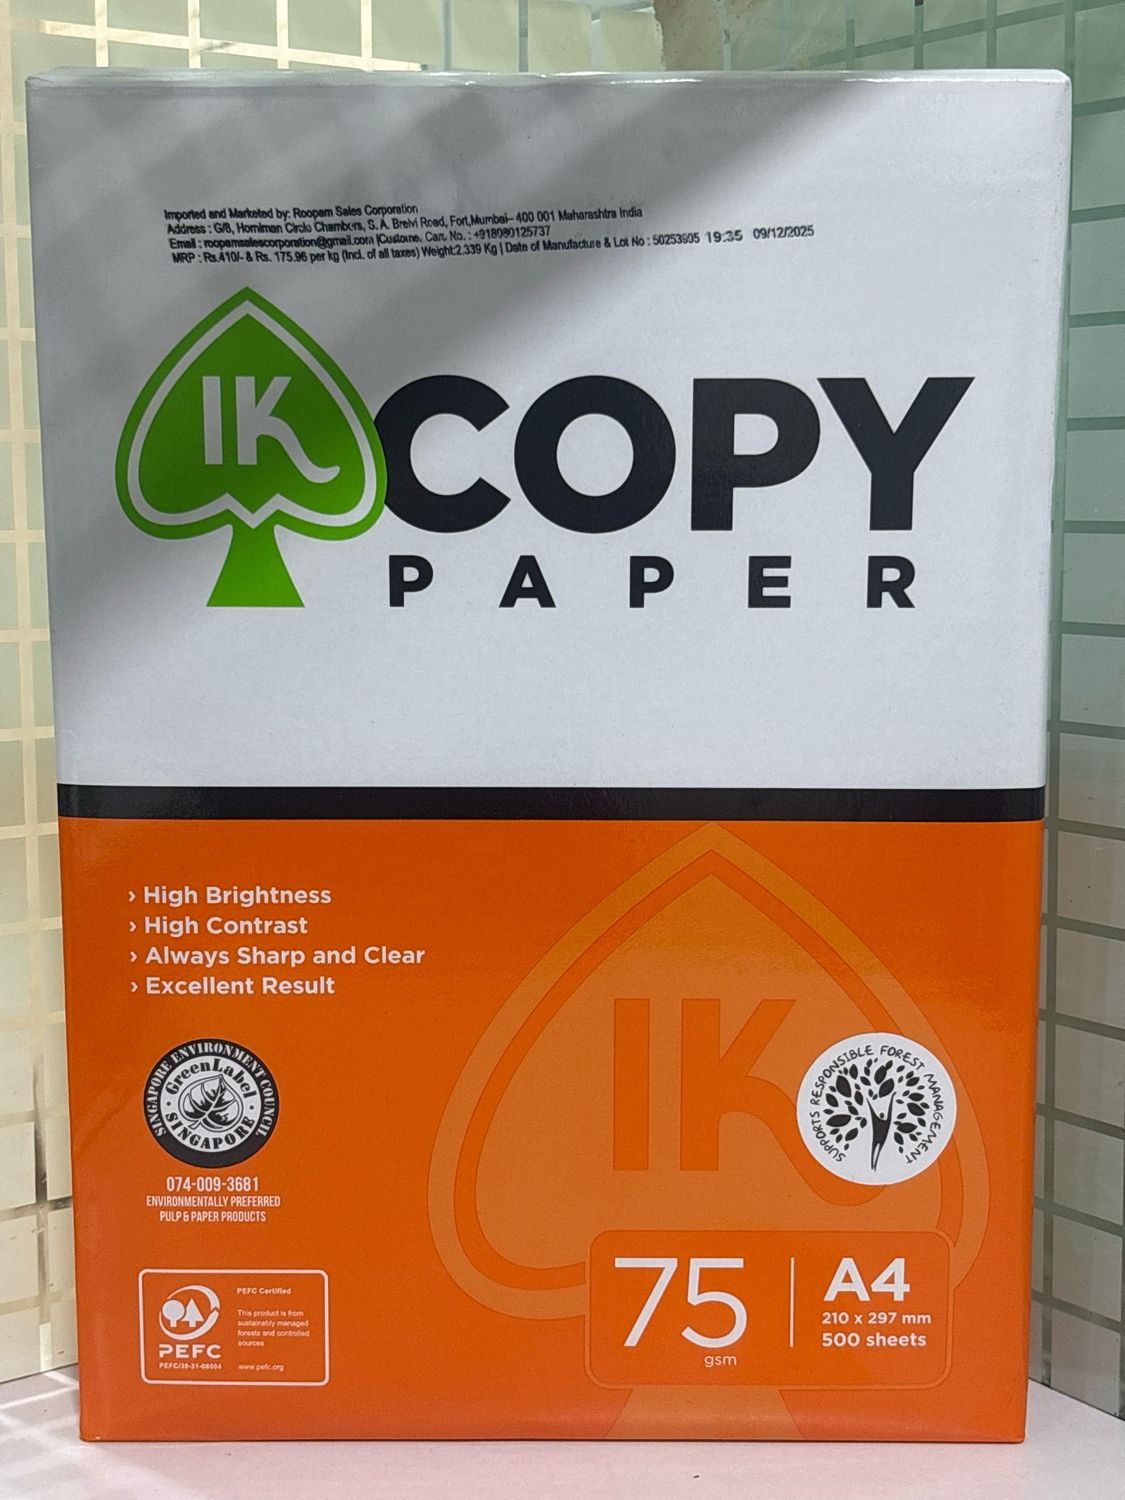 Imported and Marketed by: Roopam Sales Corporation
Address : G/8, Horniman Circle Chambers, S. A. Brelvi Road, Fort,Mumbai– 400 001 Maharashtra India
Email : roopamsalescorporation@gmail.com |Custome. Care No. : +918080125737
MRP : Rs.410/- & Rs. 175.96 per kg (Incl. of all taxes) Weight:2.339 Kg | Date of Manufacture & Lot No : 50253905 19:35 09/12/2025
IK
COPY
PAPER
› High Brightness
› High Contrast
› Always Sharp and Clear
› Excellent Result
IK
SINGAPORE ENVIRONMENT COUNCIL
GreenLabel
SINGAPORE
074-009-3681
ENVIRONMENTALLY PREFERRED
PULP & PAPER PRODUCTS
SUPPORTS RESPONSIBLE FOREST MANAGEMENT
PEFC
PEFC/39-31-08004
PEFC Certified
This product is from
sustainably managed
forests and controlled
sources
www.pefc.org
75
gsm
A4
210 x 297 mm
500 sheets